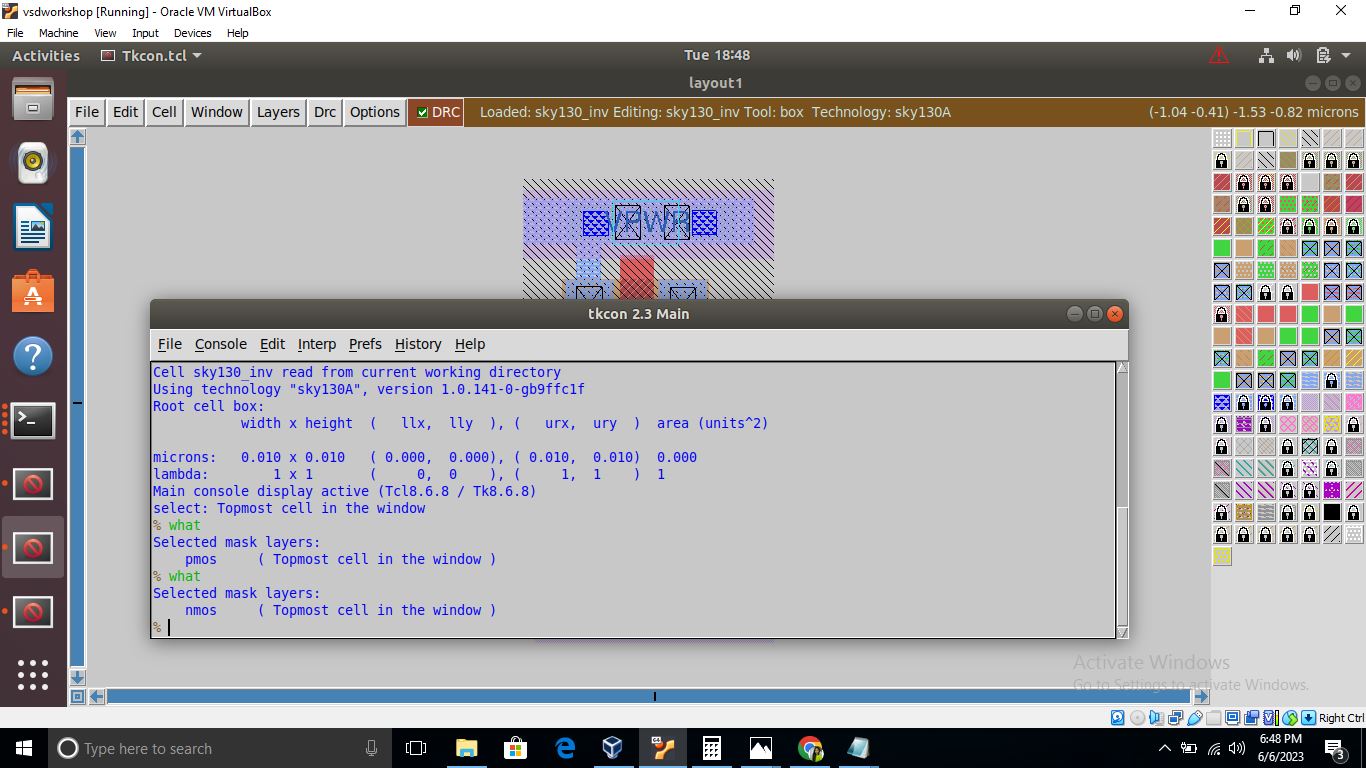 vsdworkshop [Running] - Oracle VM VirtualBox
File Machine View Input Devices Help
Activities Tkcon.tcl Tue 18:48
layout1
File Edit Cell Window Layers Drc Options DRC Loaded: sky130_inv Editing: sky130_inv Tool: box Technology: sky130A (-1.04 -0.41) -1.53 -0.82 microns
VPWR
tkcon 2.3 Main
File Console Edit Interp Prefs History Help
Cell sky130_inv read from current working directory
Using technology "sky130A", version 1.0.141-0-gb9ffc1f
Root cell box:
width x height ( llx, lly ), ( urx, ury ) area (units^2)
microns: 0.010 x 0.010 ( 0.000, 0.000), ( 0.010, 0.010) 0.000
lambda: 1 x 1 ( 0, 0 ), ( 1, 1 ) 1
Main console display active (Tcl8.6.8 / Tk8.6.8)
select: Topmost cell in the window
% what
Selected mask layers:
pmos ( Topmost cell in the window )
% what
Selected mask layers:
nmos ( Topmost cell in the window )
%
Activate Windows
Go to Settings to activate Windows.
Right Ctrl
Type here to search
6:48 PM
6/6/2023
3